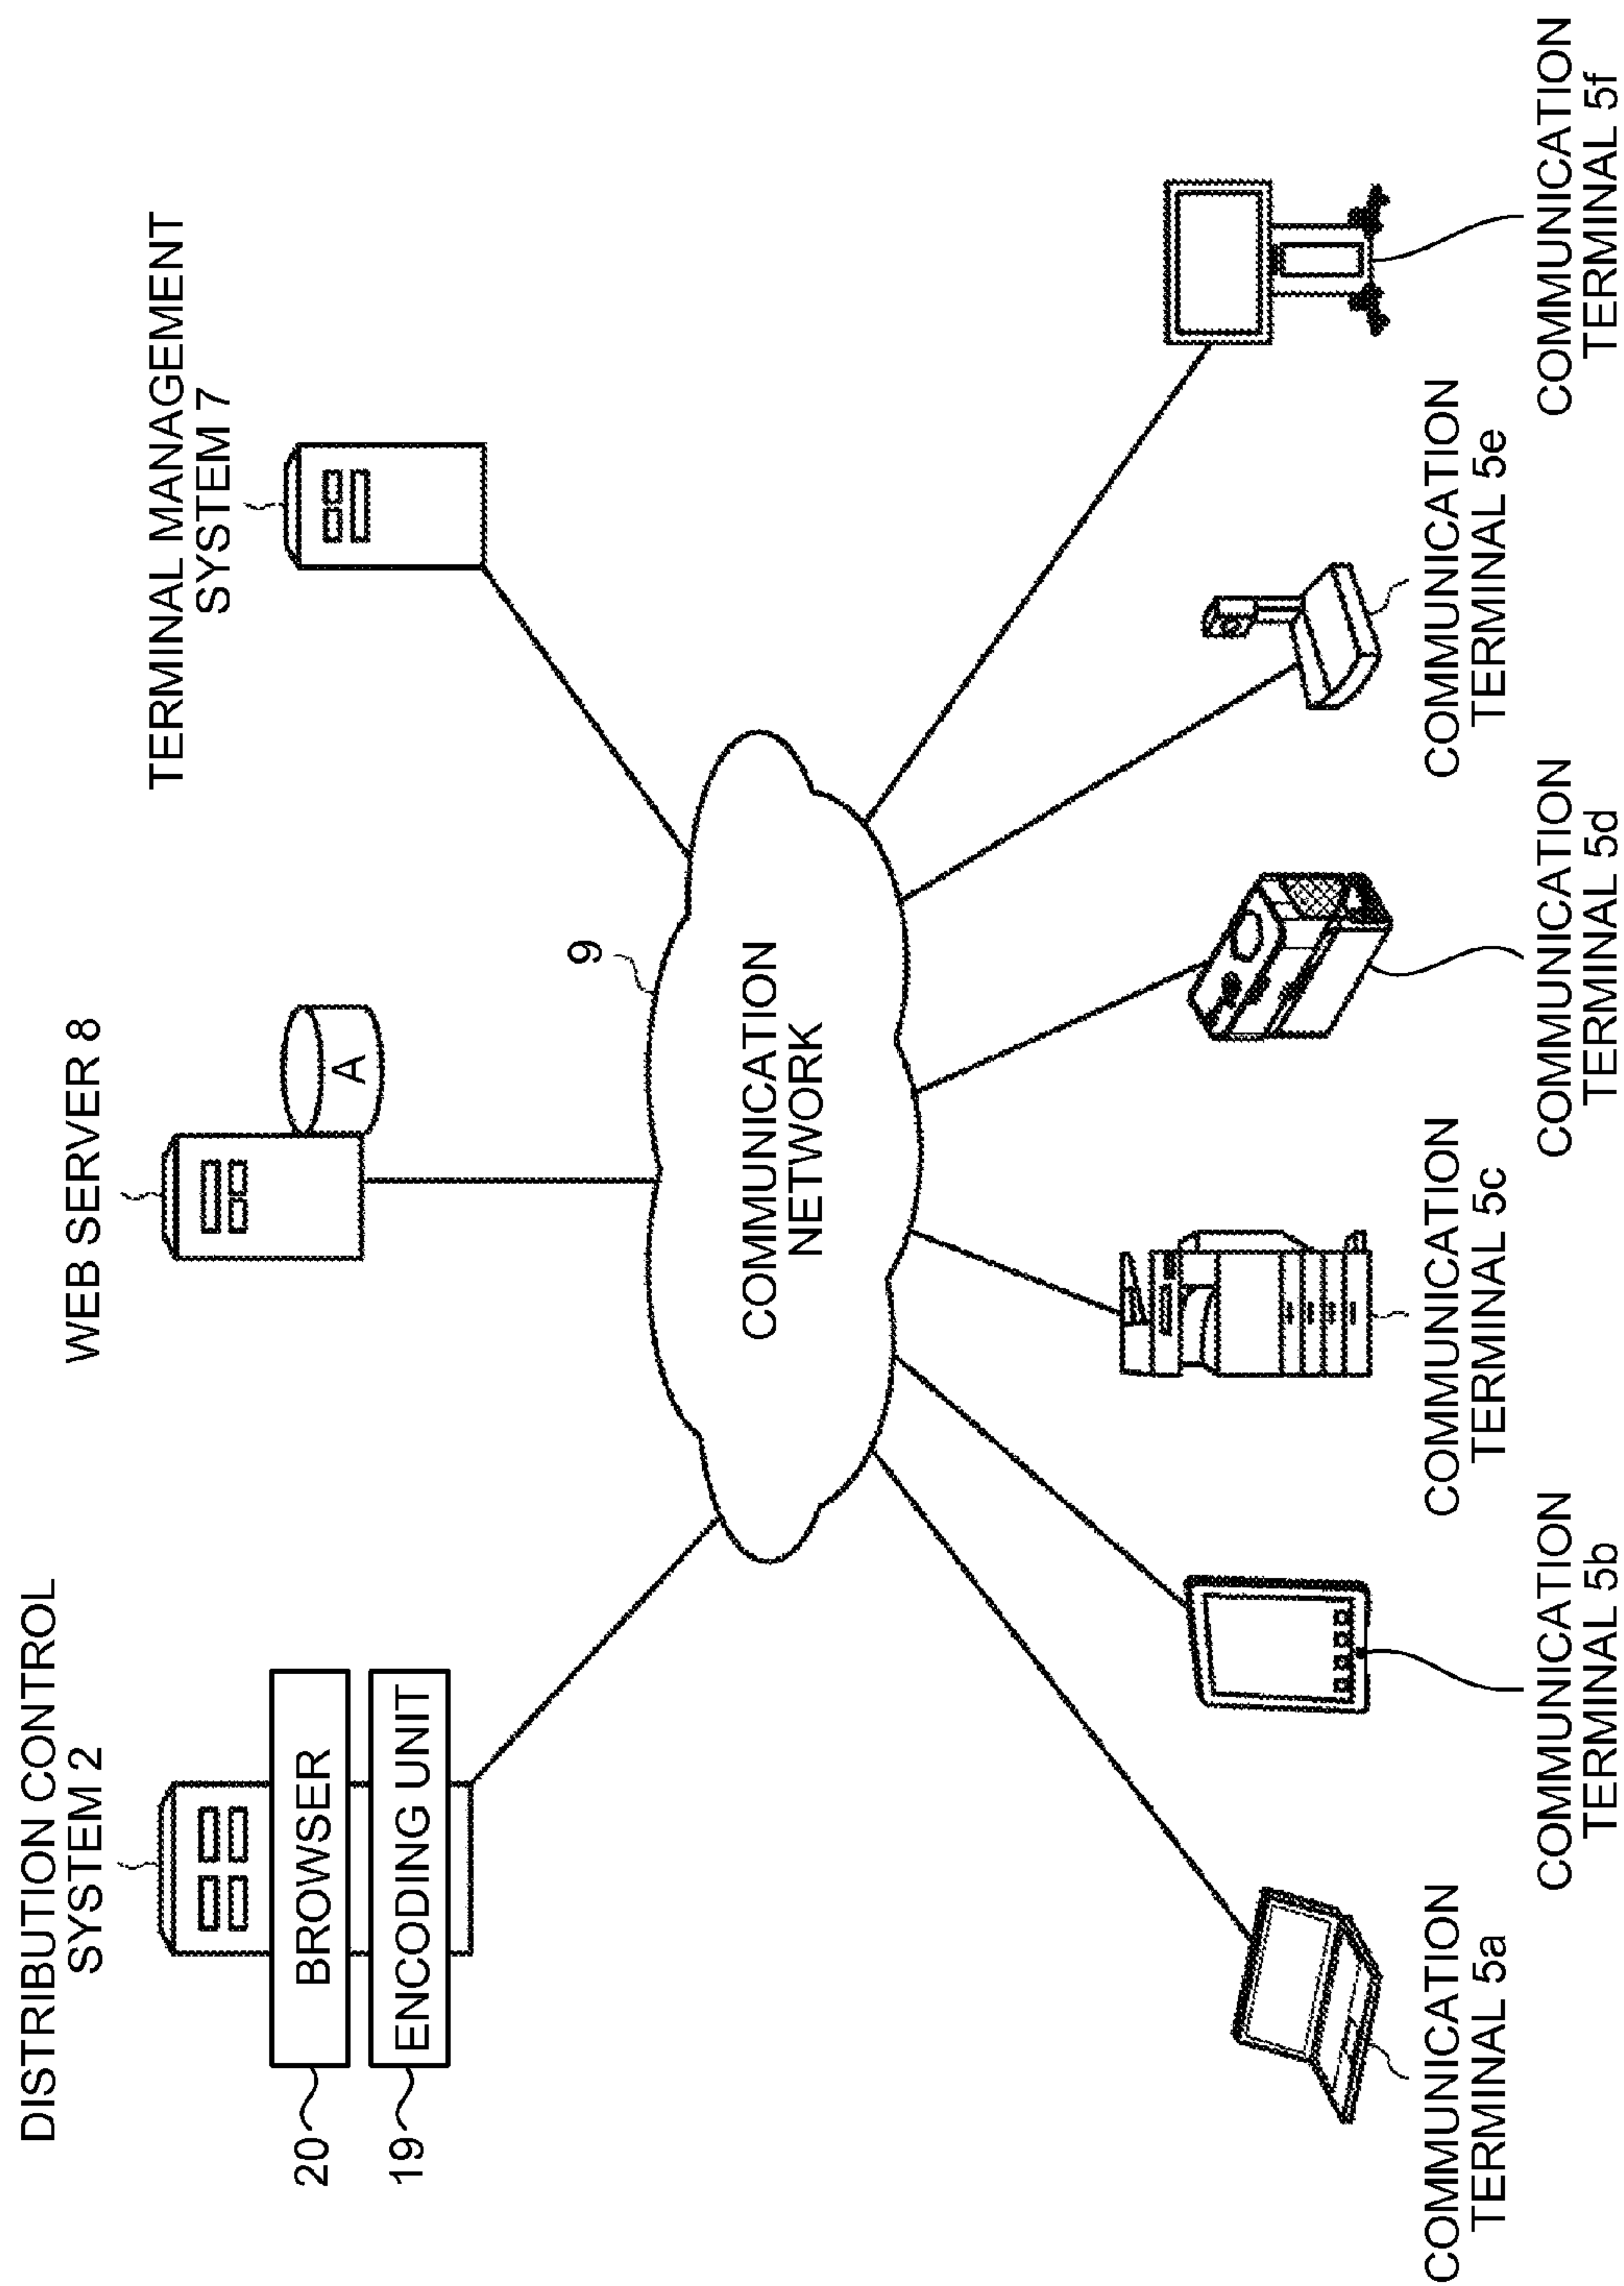 DISTRIBUTION CONTROL
SYSTEM 2
WEB SERVER 8
TERMINAL MANAGEMENT
SYSTEM 7
20
BROWSER
19
ENCODING UNIT
A
9
COMMUNICATION
NETWORK
COMMUNICATION
TERMINAL 5a
COMMUNICATION
TERMINAL 5b
COMMUNICATION
TERMINAL 5c
COMMUNICATION
TERMINAL 5d
COMMUNICATION
TERMINAL 5e
COMMUNICATION
TERMINAL 5f